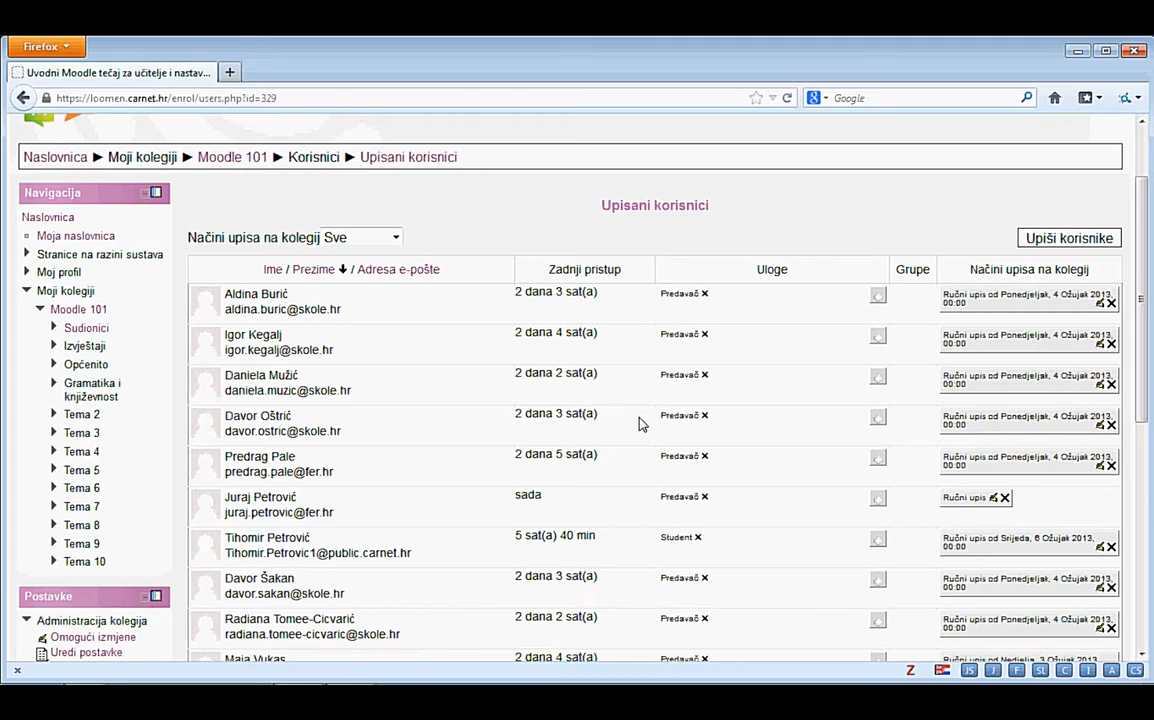 Firefox
Uvodni Moodle tečaj za učitelje i nastav...
https://loomen.carnet.hr/enrol/users.php?id=329
Google
Naslovnica ► Moji kolegiji ► Moodle 101 ► Korisnici ► Upisani korisnici
Navigacija
Naslovnica
Moja naslovnica
Stranice na razini sustava
Moj profil
Moji kolegiji
Moodle 101
Sudionici
Izvještaji
Općenito
Gramatika i
književnost
Tema 2
Tema 3
Tema 4
Tema 5
Tema 6
Tema 7
Tema 8
Tema 9
Tema 10
Postavke
Administracija kolegija
Omogući izmjene
Uredi postavke
Upisani korisnici
Načini upisa na kolegij Sve
Upiši korisnike
Ime / Prezime / Adresa e-pošte Zadnji pristup Uloge Grupe Načini upisa na kolegij
Aldina Burić 2 dana 3 sat(a) Predavač Ručni upis od Ponedjeljak, 4 Ožujak 2013,
aldina.buric@skole.hr 00:00
Igor Kegalj 2 dana 4 sat(a) Predavač Ručni upis od Ponedjeljak, 4 Ožujak 2013,
igor.kegalj@skole.hr 00:00
Daniela Mužić 2 dana 2 sat(a) Predavač Ručni upis od Ponedjeljak, 4 Ožujak 2013,
daniela.muzic@skole.hr 00:00
Davor Oštrić 2 dana 3 sat(a) Predavač Ručni upis od Ponedjeljak, 4 Ožujak 2013,
davor.ostric@skole.hr 00:00
Predrag Pale 2 dana 5 sat(a) Predavač Ručni upis od Ponedjeljak, 4 Ožujak 2013,
predrag.pale@fer.hr 00:00
Juraj Petrović sada Predavač Ručni upis
juraj.petrovic@fer.hr
Tihomir Petrović 5 sat(a) 40 min Student Ručni upis od Srijeda, 6 Ožujak 2013,
Tihomir.Petrovic1@public.carnet.hr 00:00
Davor Šakan 2 dana 3 sat(a) Predavač Ručni upis od Ponedjeljak, 4 Ožujak 2013,
davor.sakan@skole.hr 00:00
Radiana Tomee-Cicvarić 2 dana 2 sat(a) Predavač Ručni upis od Ponedjeljak, 4 Ožujak 2013,
radiana.tomee-cicvaric@skole.hr 00:00
Maja Vukas 2 dana 4 sat(a) Predavač Ručni upis od Nedjelja, 3 Ožujak 2013,
Z JS J F SL C I A CS